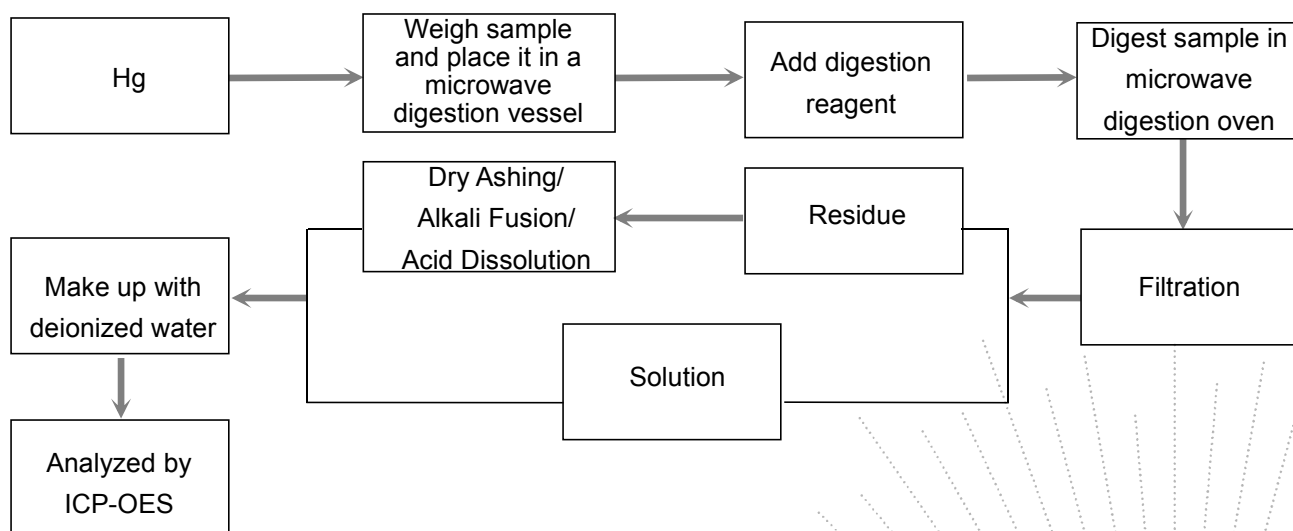 Hg
Weigh sample
and place it in a
microwave
digestion vessel
Add digestion
reagent
Digest sample in
microwave
digestion oven
Dry Ashing/
Alkali Fusion/
Acid Dissolution
Residue
Filtration
Make up with
deionized water
Solution
Analyzed by
ICP-OES